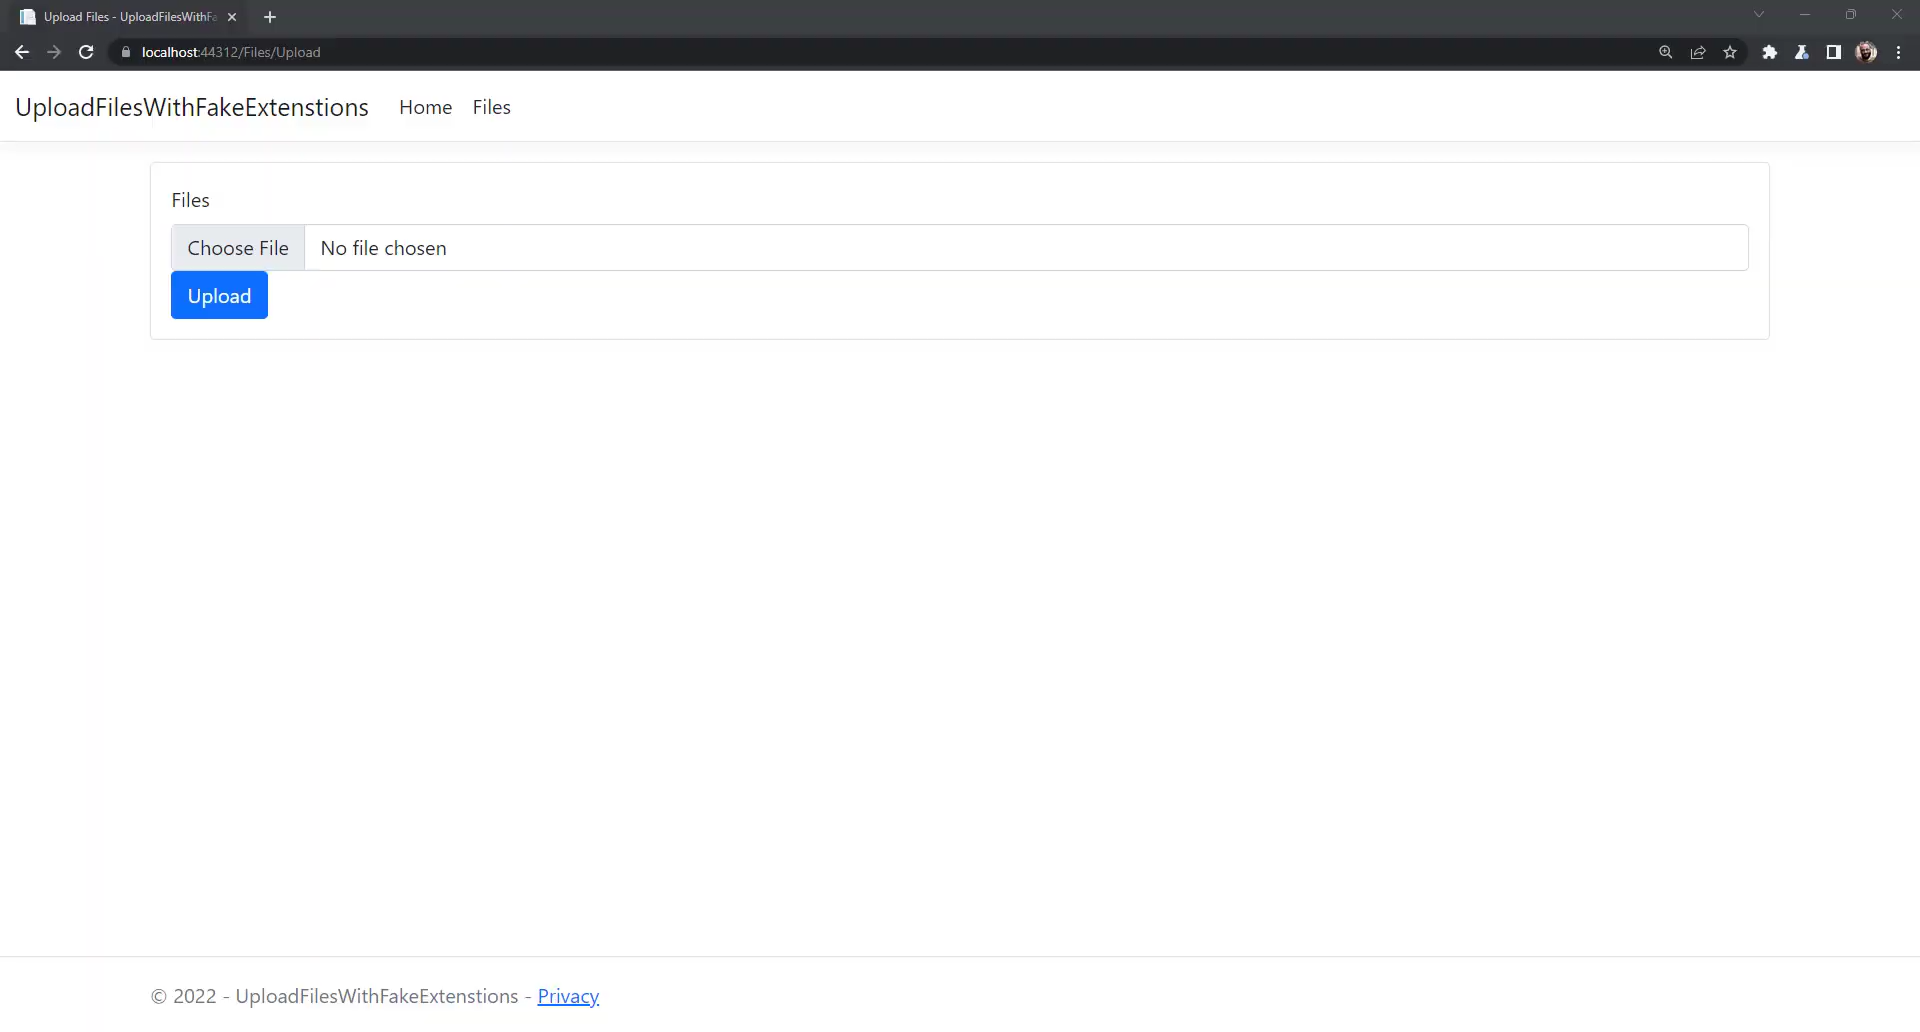 Upload Files - UploadFilesWithFa
localhost:44312/Files/Upload
UploadFilesWithFakeExtenstions Home Files
Files
Choose File No file chosen
Upload
© 2022 - UploadFilesWithFakeExtenstions - Privacy